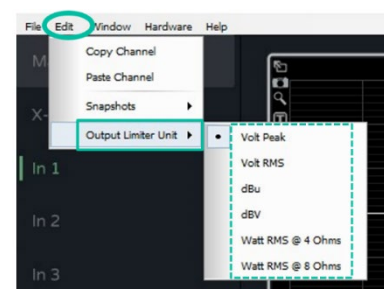 File Edit Window Hardware Help
Copy Channel
Paste Channel
Snapshots
Output Limiter Unit
Volt Peak
Volt RMS
dBu
dBV
Watt RMS @ 4 Ohms
Watt RMS @ 8 Ohms
In 1
In 2
In 3